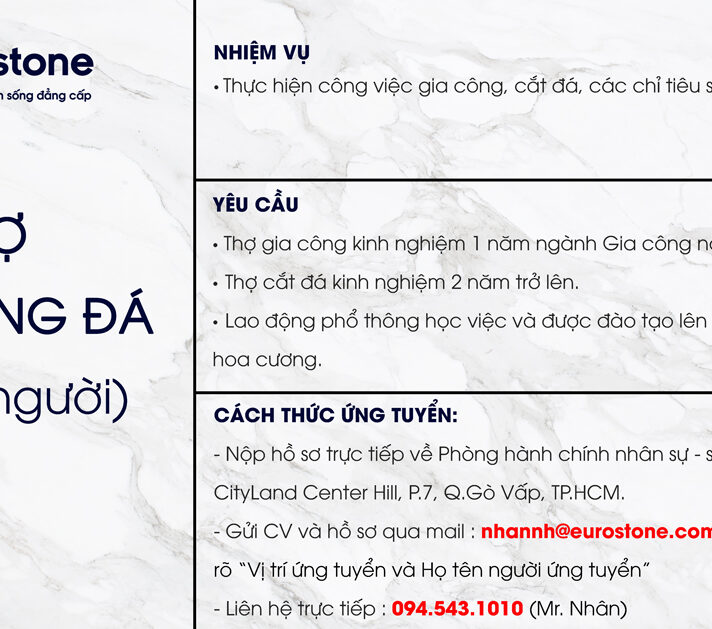 stone
n sống đẳng cấp
Ợ
NG ĐÁ
người)
NHIỆM VỤ
• Thực hiện công việc gia công, cắt đá, các chỉ tiêu s
YÊU CẦU
• Thợ gia công kinh nghiệm 1 năm ngành Gia công n
• Thợ cắt đá kinh nghiệm 2 năm trở lên.
• Lao động phổ thông học việc và được đào tạo lên
hoa cương.
CÁCH THỨC ỨNG TUYỂN:
- Nộp hồ sơ trực tiếp về Phòng hành chính nhân sự - s
CityLand Center Hill, P.7, Q.Gò Vấp, TP.HCM.
- Gửi CV và hồ sơ qua mail : nhannh@eurostone.com
rõ “Vị trí ứng tuyển và Họ tên người ứng tuyển”
- Liên hệ trực tiếp : 094.543.1010 (Mr. Nhân)